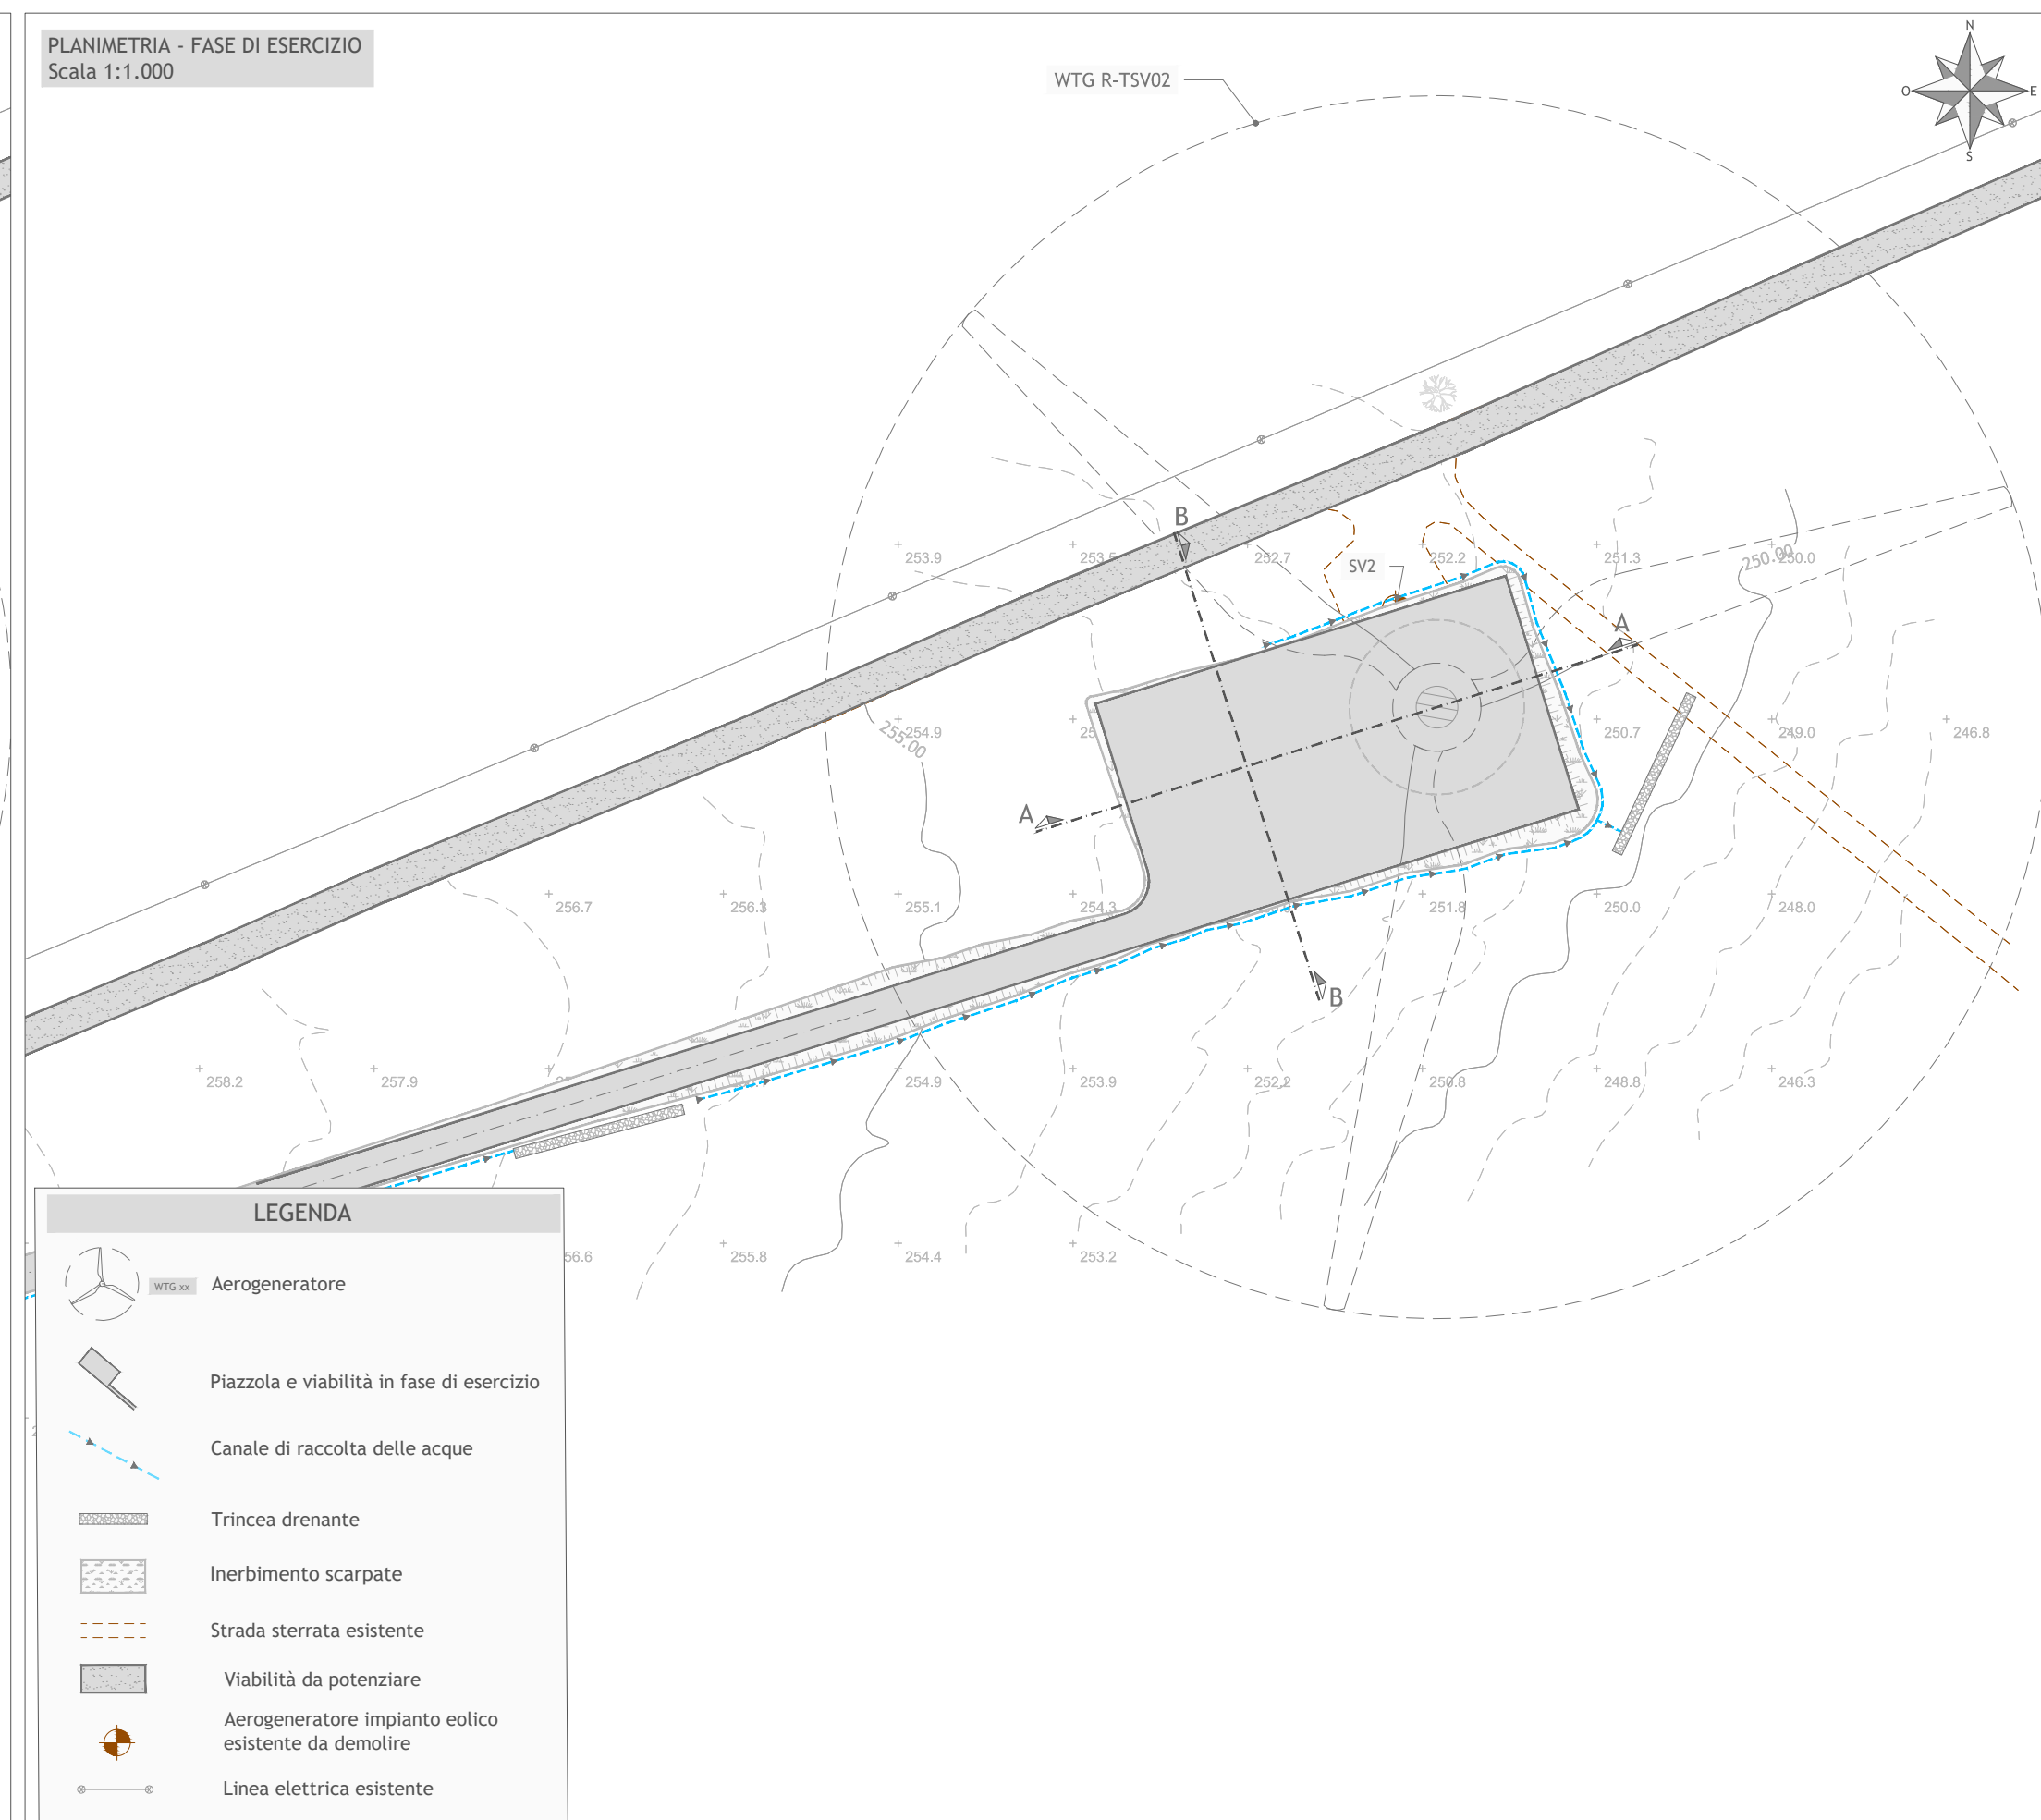 PLANIMETRIA - FASE DI ESERCIZIO
Scala 1:1.000
WTG R-TSV02
N
O
E
S
B
253.9
253.5
252.7
SV2
252.2
251.3
250.00
250.0
A
255.00
254.9
250.7
249.0
246.8
A
256.7
256.3
255.1
254.3
251.8
250.0
248.0
B
258.2
257.9
254.9
253.9
252.2
250.8
248.8
246.3
56.6
255.8
254.4
253.2
LEGENDA
WTG xx
Aerogeneratore
Piazzola e viabilità in fase di esercizio
Canale di raccolta delle acque
Trincea drenante
Inerbimento scarpate
Strada sterrata esistente
Viabilità da potenziare
Aerogeneratore impianto eolico
esistente da demolire
Linea elettrica esistente